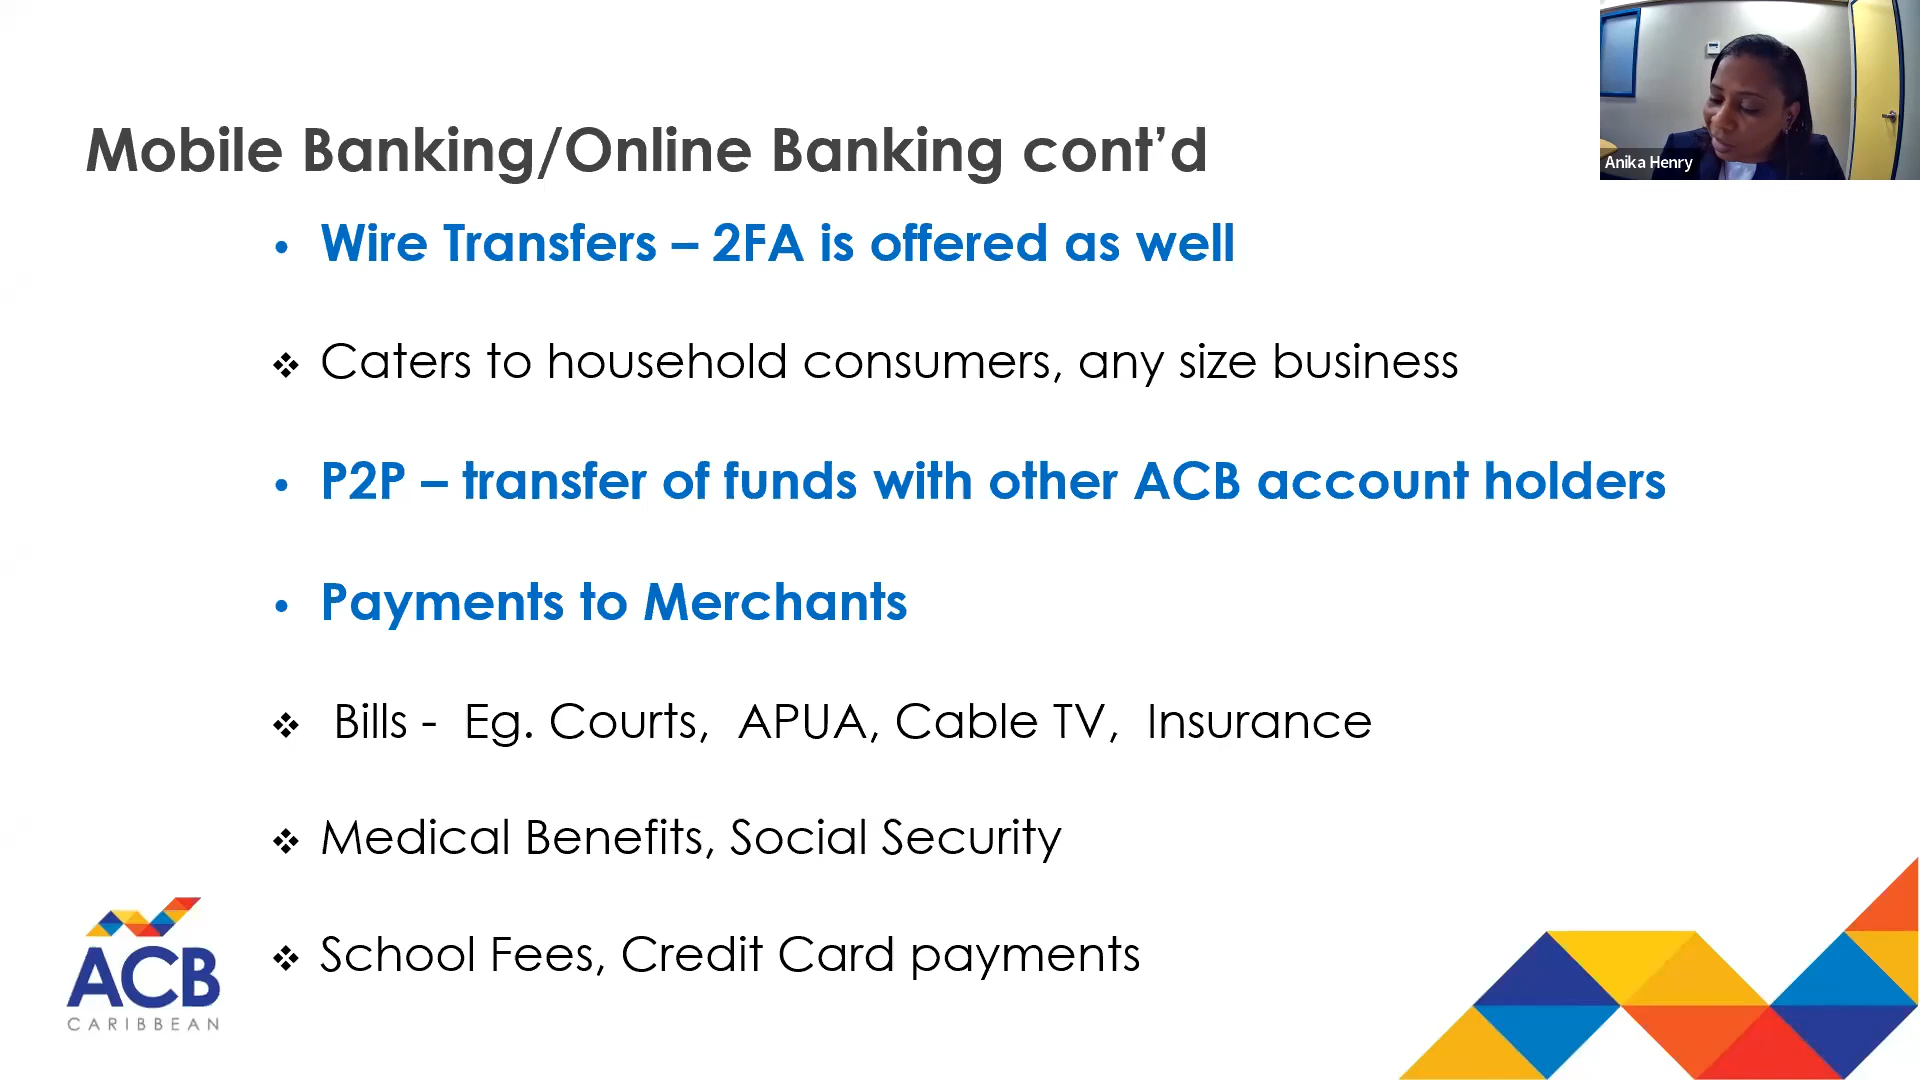 Mobile Banking/Online Banking cont’d
Anika Henry
• Wire Transfers – 2FA is offered as well
❖ Caters to household consumers, any size business
• P2P – transfer of funds with other ACB account holders
• Payments to Merchants
❖ Bills - Eg. Courts, APUA, Cable TV, Insurance
❖ Medical Benefits, Social Security
❖ School Fees, Credit Card payments
ACB
CARIBBEAN